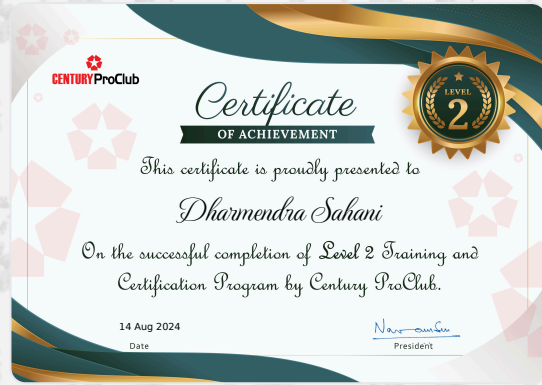 CENTURY ProClub
Certificate
OF ACHIEVEMENT
LEVEL
2
This certificate is proudly presented to
Dharmendra Sahani
On the successful completion of Level 2 Training and
Certification Program by Century ProClub.
14 Aug 2024
Date
President